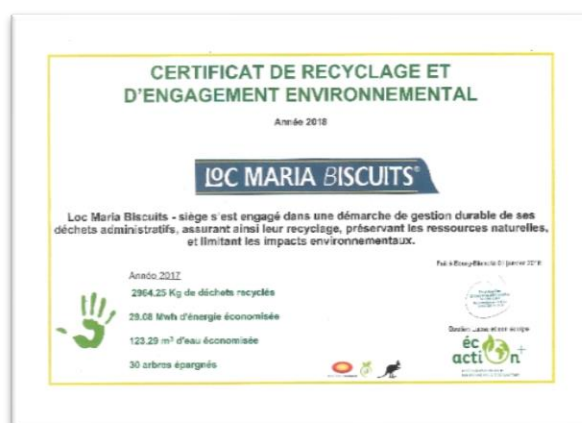 CERTIFICAT DE RECYCLAGE ET
D'ENGAGEMENT ENVIRONNEMENTAL
Année 2018
LOC MARIA BISCUITS®
Loc Maria Biscuits - siège s'est engagé dans une démarche de gestion durable de ses
déchets administratifs, assurant ainsi leur recyclage, préservant les ressources naturelles,
et limitant les impacts environnementaux.
Année 2017
2964,25 Kg de déchets recyclés
29.08 Mwh d'énergie économisée
123.29 m³ d'eau économisée
30 arbres épargnés
éc
acti n+